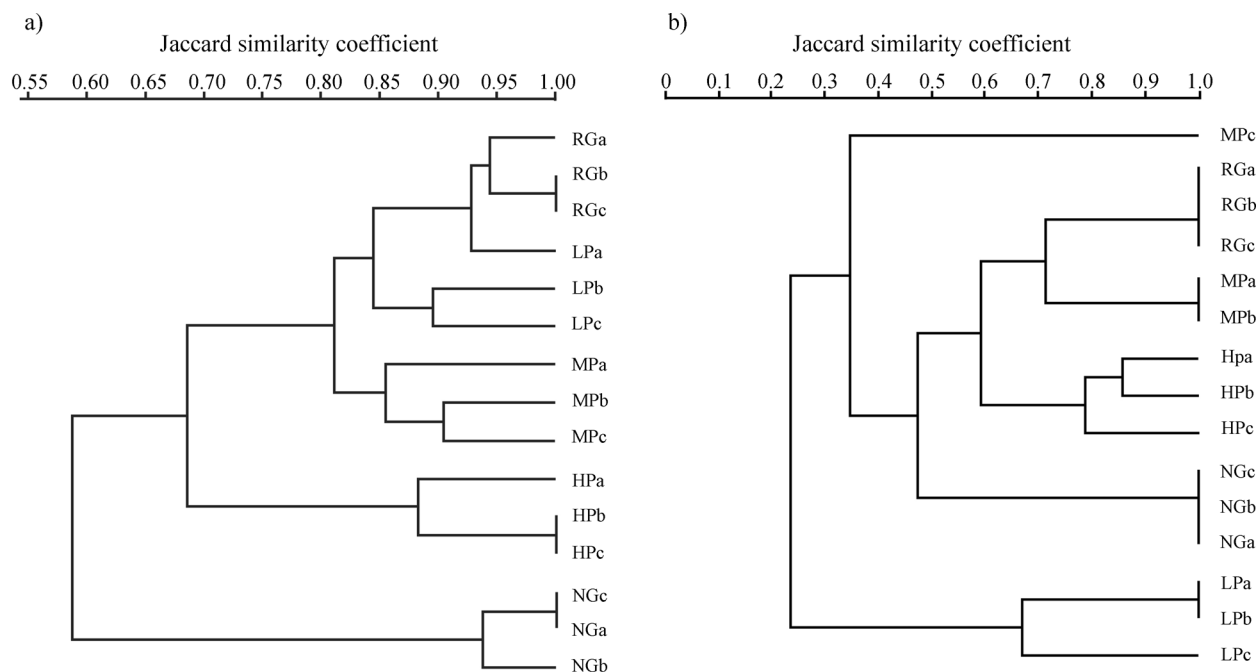 a)
Jaccard similarity coefficient
0.55 0.60 0.70 0.75 0.80 0.85 0.90 0.95 1.00
RGa
RGb
RGc
LPa
LPb
LPc
MPa
MPb
MPc
HPa
HPb
HPc
NGc
NGa
NGb
b)
Jaccard similarity coefficient
0 0.1 0.2 0.3 0.4 0.5 0.6 0.7 0.8 0.9 1.0
MPc
RGa
RGb
RGc
MPa
MPb
Hpa
HPb
HPc
NGc
NGb
NGa
LPa
LPb
LPc